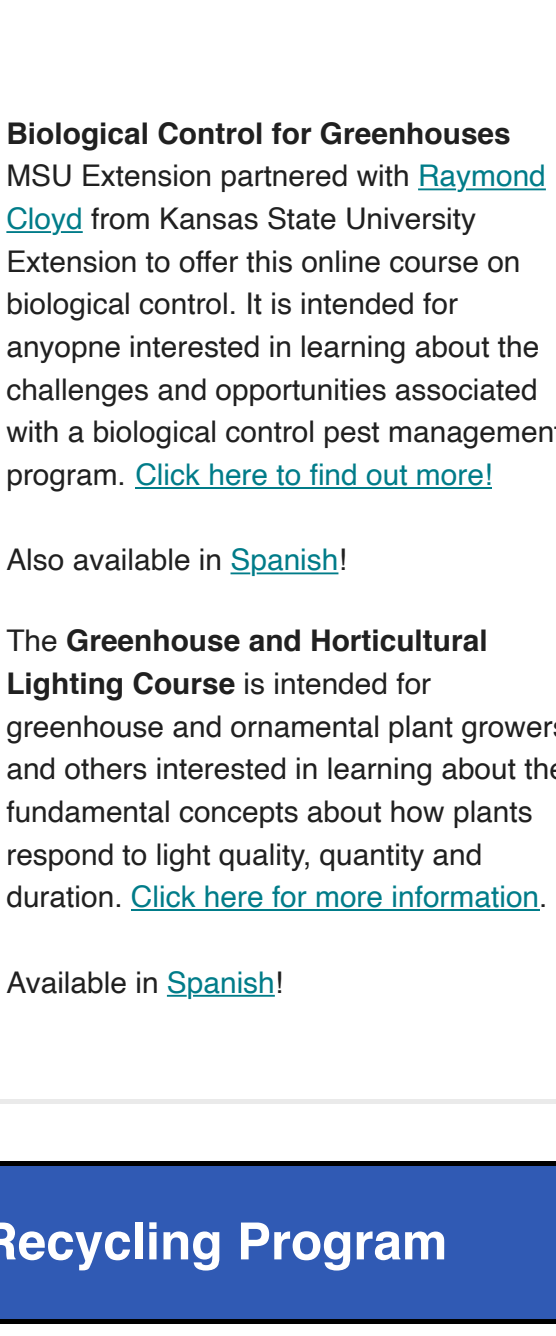 Biological Control for Greenhouses
MSU Extension partnered with Raymond
Cloyd from Kansas State University
Extension to offer this online course on
biological control. It is intended for
anyopne interested in learning about the
challenges and opportunities associated
with a biological control pest management
program. Click here to find out more!
Also available in Spanish!
The Greenhouse and Horticultural
Lighting Course is intended for
greenhouse and ornamental plant growers
and others interested in learning about the
fundamental concepts about how plants
respond to light quality, quantity and
duration. Click here for more information.
Available in Spanish!
Recycling Program